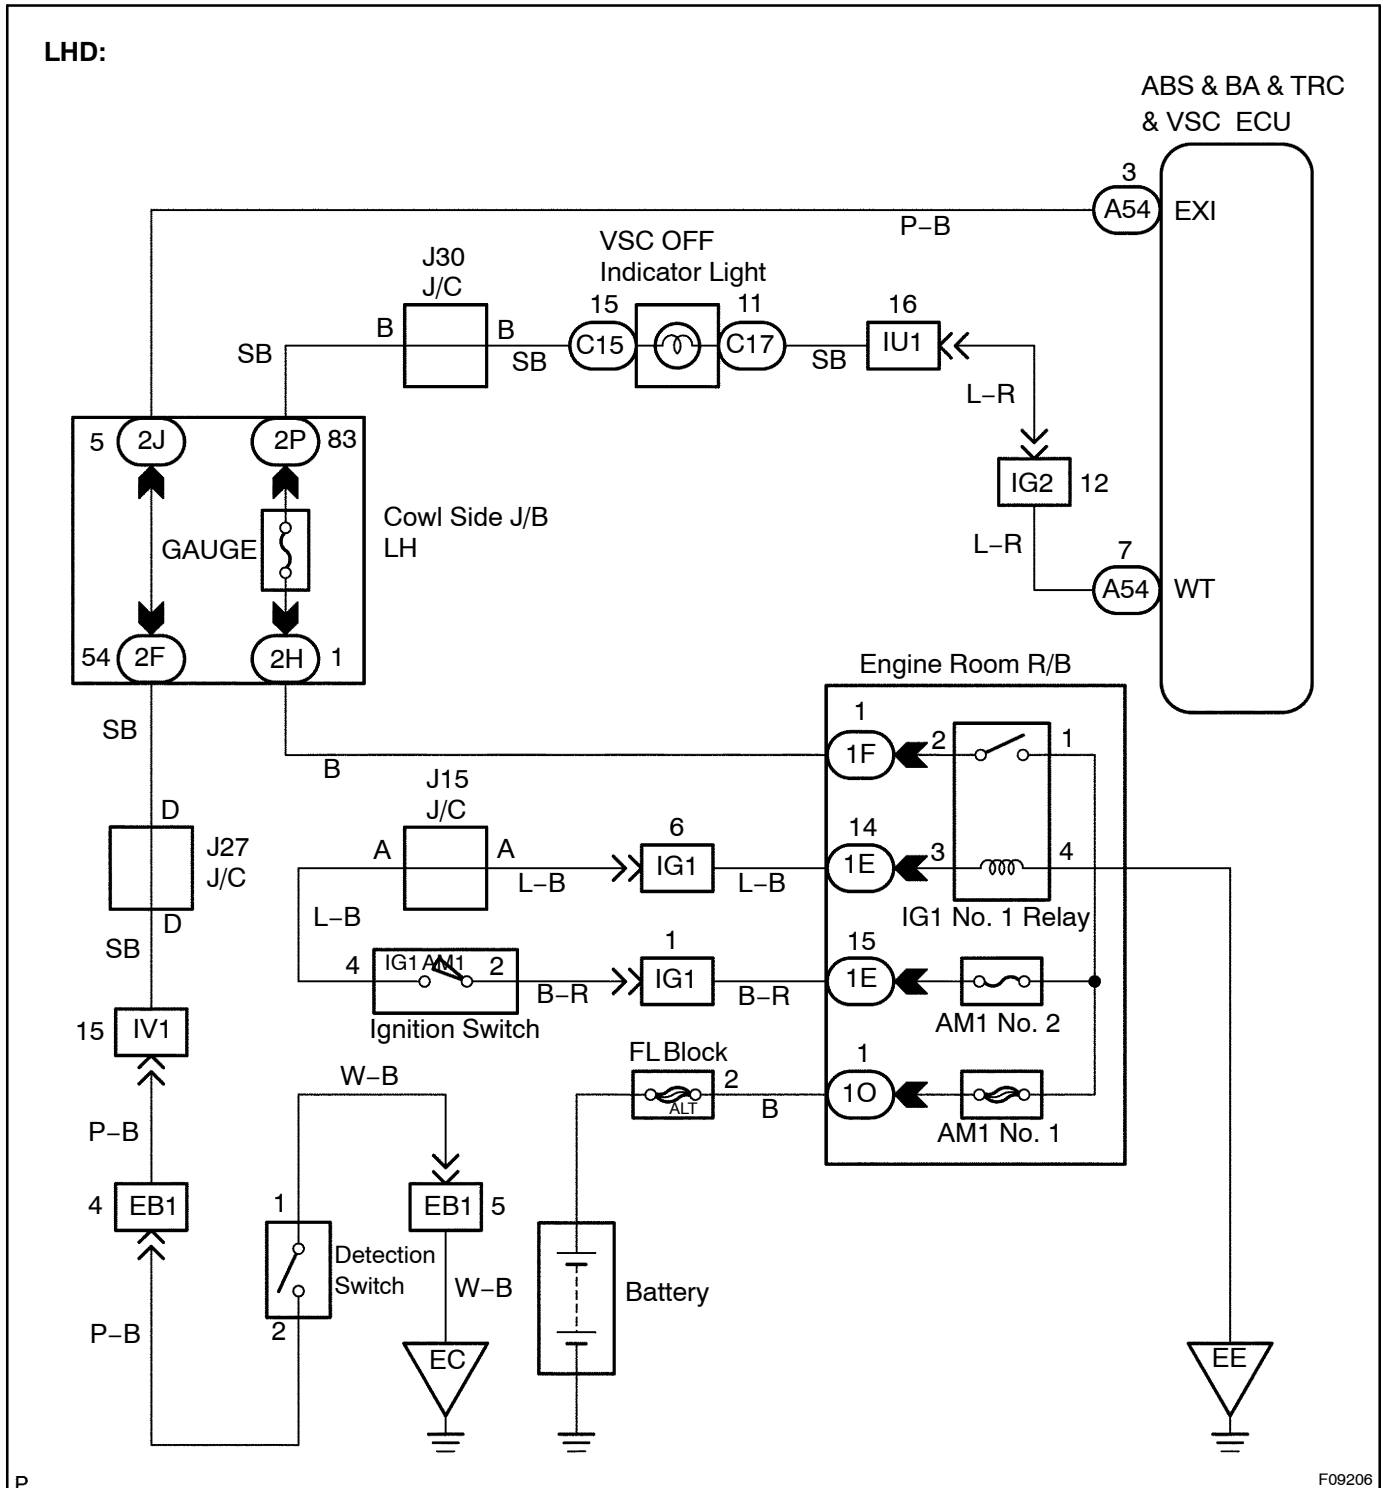 LHD:
ABS & BA & TRC
& VSC ECU
3
A54
EXI
P-B
VSC OFF
Indicator Light
J30
J/C
15
11
16
B
B
C15
C17
IU1
SB
SB
SB
L-R
5
2J
2P
83
IG2
12
Cowl Side J/B
LH
GAUGE
L-R
7
A54
WT
54
2F
2H
1
Engine Room R/B
SB
1
1F
2
1
B
J15
J/C
D
6
14
J27
J/C
A
A
IG1
1E
3
4
L-B
L-B
D
L-B
IG1 No. 1 Relay
SB
1
15
4
IG1 AM1
2
IG1
1E
B-R
B-R
15
IV1
Ignition Switch
AM1 No. 2
FL Block
1
W-B
2
ALT
B
1O
P-B
AM1 No. 1
4
EB1
1
EB1
5
Detection
Switch
W-B
Battery
P-B
2
EC
EE
P
F09206